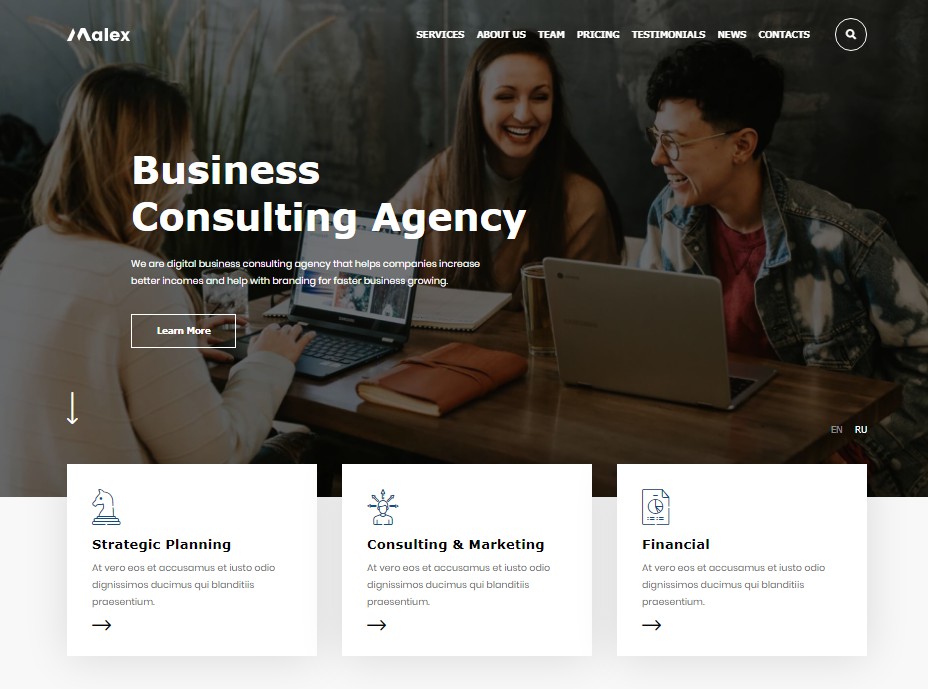 Malex
SERVICES ABOUT US TEAM PRICING TESTIMONIALS NEWS CONTACTS
Business
Consulting Agency
We are digital business consulting agency that helps companies increase
better incomes and help with branding for faster business growing.
Learn More
EN RU
Strategic Planning
At vero eos et accusamus et iusto odio
dignissimos ducimus qui blanditiis
praesentium.
Consulting & Marketing
At vero eos et accusamus et iusto odio
dignissimos ducimus qui blanditiis
praesentium.
Financial
At vero eos et accusamus et iusto odio
dignissimos ducimus qui blanditiis
praesentium.